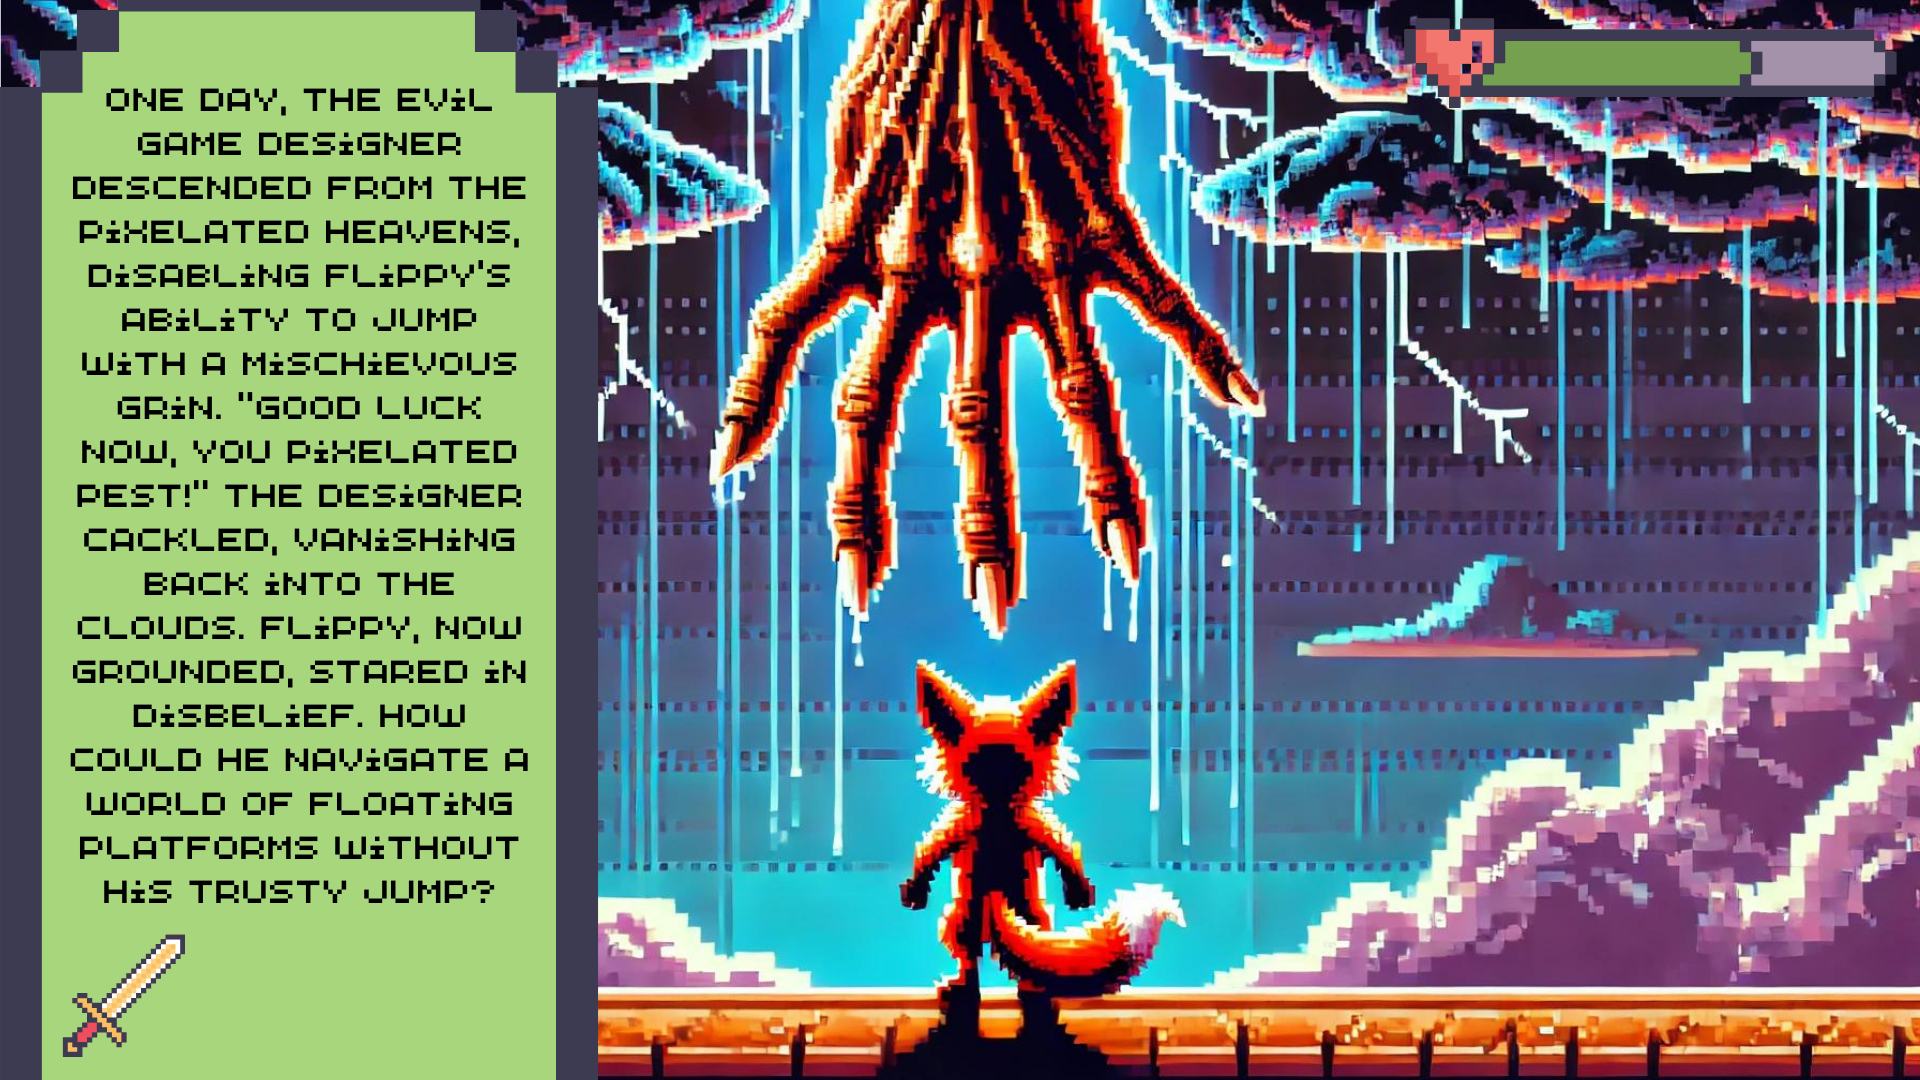 ONE DAY, THE EVIL
GAME DESIGNER
DESCENDED FROM THE
PIXELATED HEAVENS,
DISABLING FLIPPY'S
ABILITY TO JUMP
WITH A MISCHIEVOUS
GRIN. "GOOD LUCK
NOW, YOU PIXELATED
PEST!" THE DESIGNER
CACKLED, VANISHING
BACK INTO THE
CLOUDS. FLIPPY, NOW
GROUNDED, STARED IN
DISBELIEF. HOW
COULD HE NAVIGATE A
WORLD OF FLOATING
PLATFORMS WITHOUT
HIS TRUSTY JUMP?